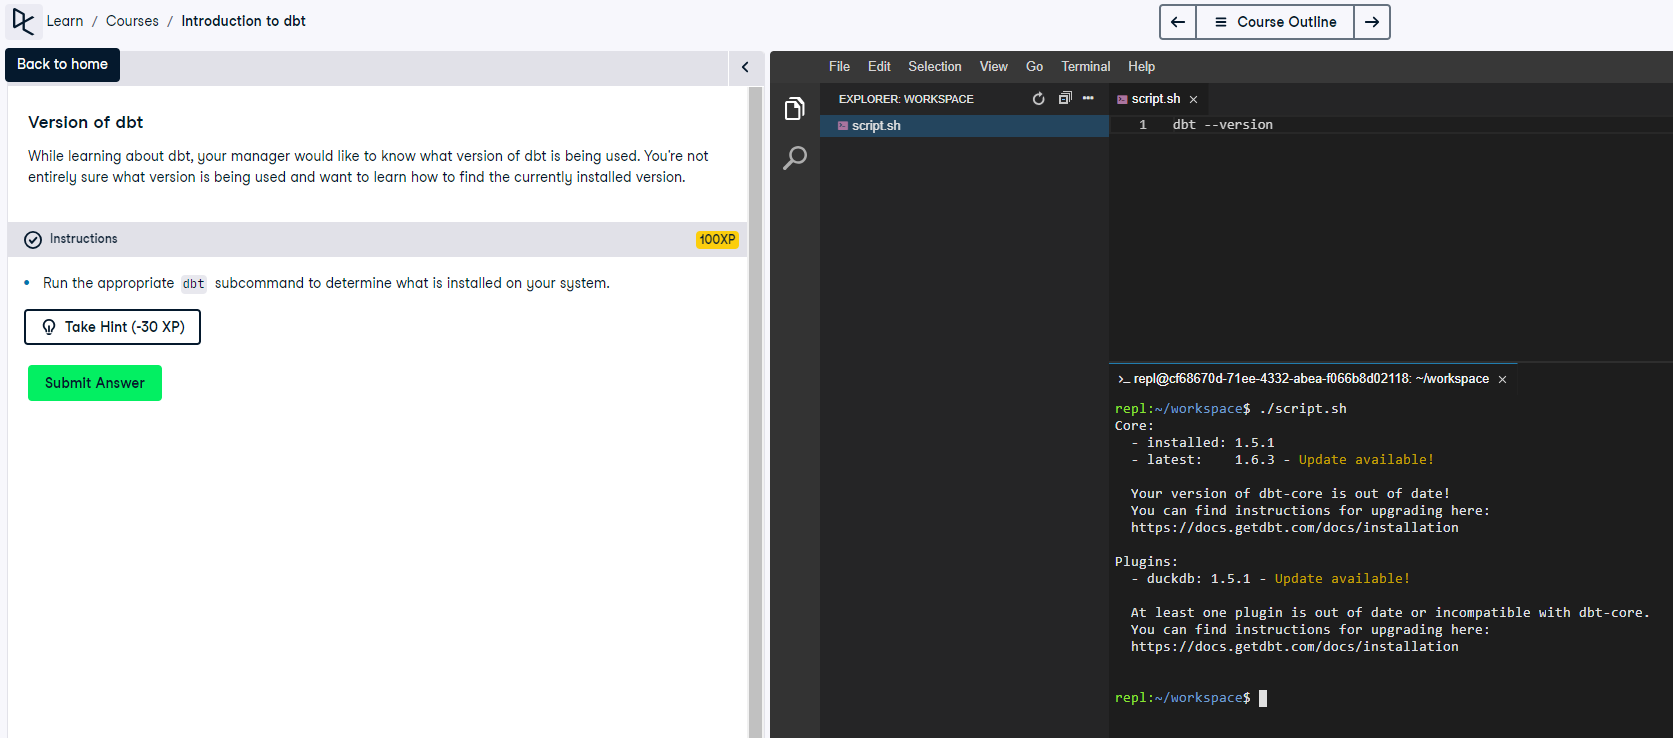 Learn / Courses / Introduction to dbt
Course Outline
Back to home
Version of dbt
While learning about dbt, your manager would like to know what version of dbt is being used. You're not
entirely sure what version is being used and want to learn how to find the currently installed version.
Instructions
100XP
Run the appropriate dbt subcommand to determine what is installed on your system.
Take Hint (-30 XP)
Submit Answer
File Edit Selection View Go Terminal Help
EXPLORER: WORKSPACE
script.sh
script.sh
1 dbt --version
repl@cf68670d-71ee-4332-abea-f066b8d02118: ~/workspace
repl:~/workspace$ ./script.sh
Core:
- installed: 1.5.1
- latest: 1.6.3 - Update available!
Your version of dbt-core is out of date!
You can find instructions for upgrading here:
https://docs.getdbt.com/docs/installation
Plugins:
- duckdb: 1.5.1 - Update available!
At least one plugin is out of date or incompatible with dbt-core.
You can find instructions for upgrading here:
https://docs.getdbt.com/docs/installation
repl:~/workspace$